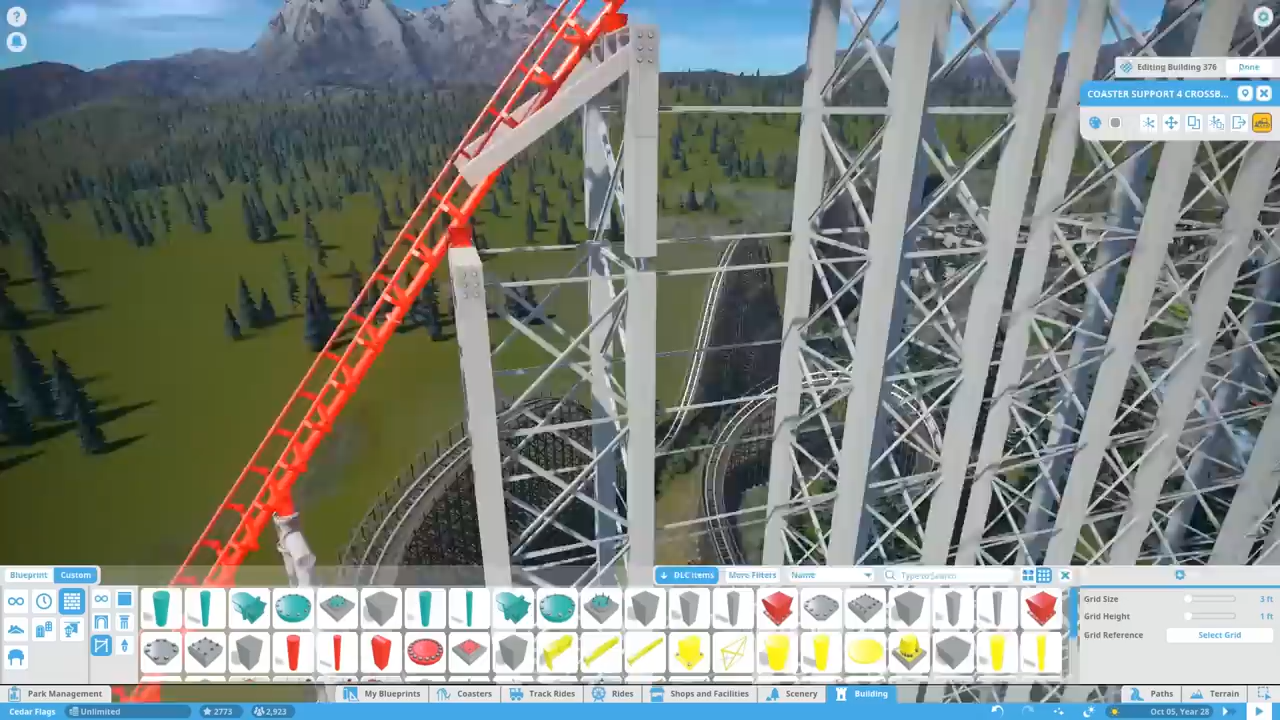 Editing Building 376 Done
COASTER SUPPORT 4 CROSSB...
Blueprint Custom
DLC Items More Filters Name Type to Search
Grid Size 3 ft
Grid Height 1 ft
Grid Reference Select Grid
Park Management My Blueprints Coasters Track Rides Rides Shops and Facilities Scenery Building Paths Terrain
Cedar Flags Unlimited 2773 2,923 Oct 05, Year 28